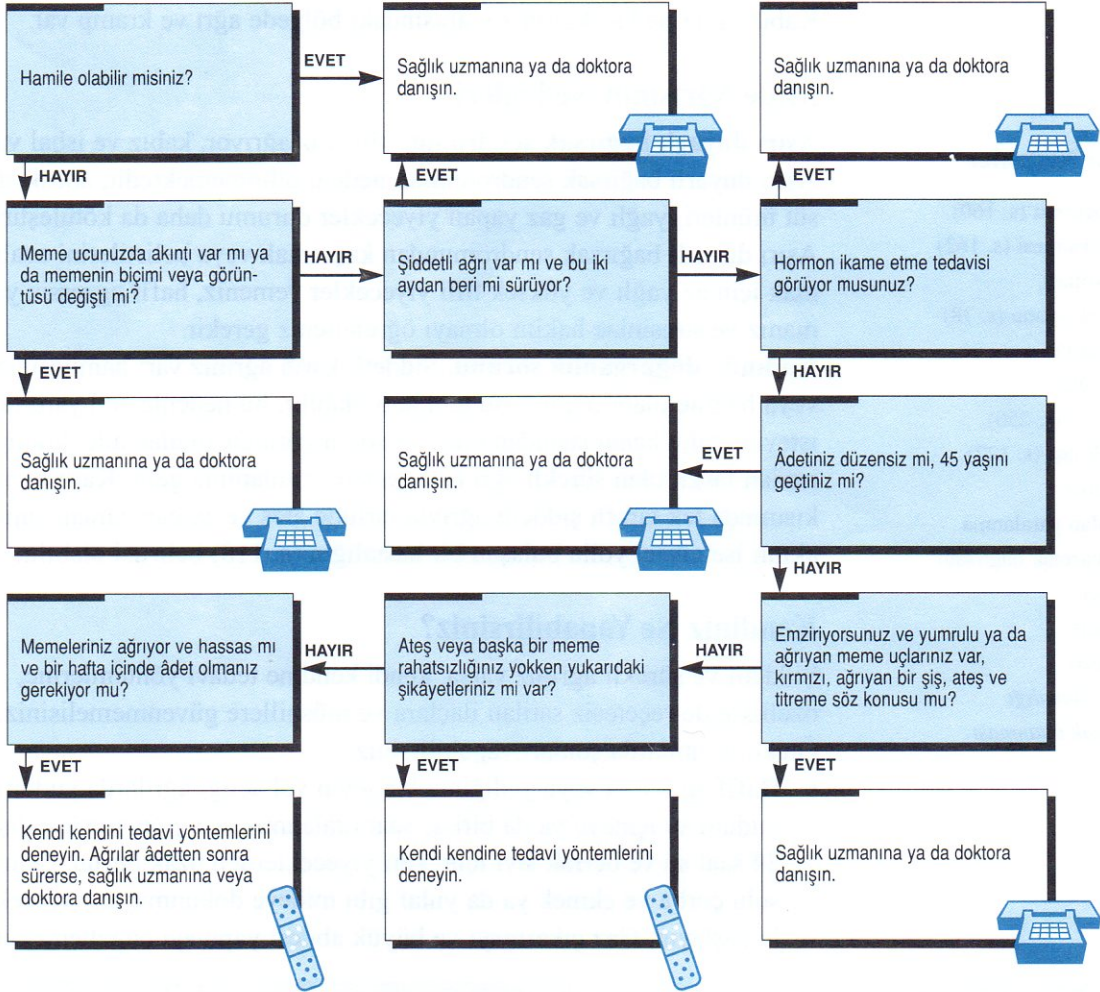 Hamile olabilir misiniz?
EVET
Sağlık uzmanına ya da doktora
danışın.
Sağlık uzmanına ya da doktora
danışın.
HAYIR
EVET
EVET
Meme ucunuzda akıntı var mı ya
da memenin biçimi veya görün-
tüsü değişti mi?
HAYIR
Şiddetli ağrı var mı ve bu iki
aydan beri mi sürüyor?
HAYIR
Hormonı ikame etme tedavisi
görüyor musunuz?
EVET
HAYIR
Sağlık uzmanına ya da doktora
danışın.
Sağlık uzmanına ya da doktora
danışın.
EVET
Âdetiniz düzensiz mi, 45 yaşını
geçtiniz mi?
HAYIR
Memeleriniz ağrıyor ve hassas mı
ve bir hafta içinde âdet olmanız
gerekiyor mu?
HAYIR
Ateş veya başka bir meme
rahatsızlığınız yokken yukarıdaki
şikâyetleriniz mi var?
HAYIR
Emziriyorsunuz ve yumrulu ya da
ağrıyan meme uçlarınız var,
kırmızı, ağrıyan bir şiş, ateş ve
titreme söz konusu mu?
EVET
EVET
EVET
Kendi kendini tedavi yöntemlerini
deneyin. Ağrılar âdetten sonra
sürerse, sağlık uzmanına veya
doktora danışın.
Kendi kendine tedavi yöntemlerini
deneyin.
Sağlık uzmanına ya da doktora
danışın.